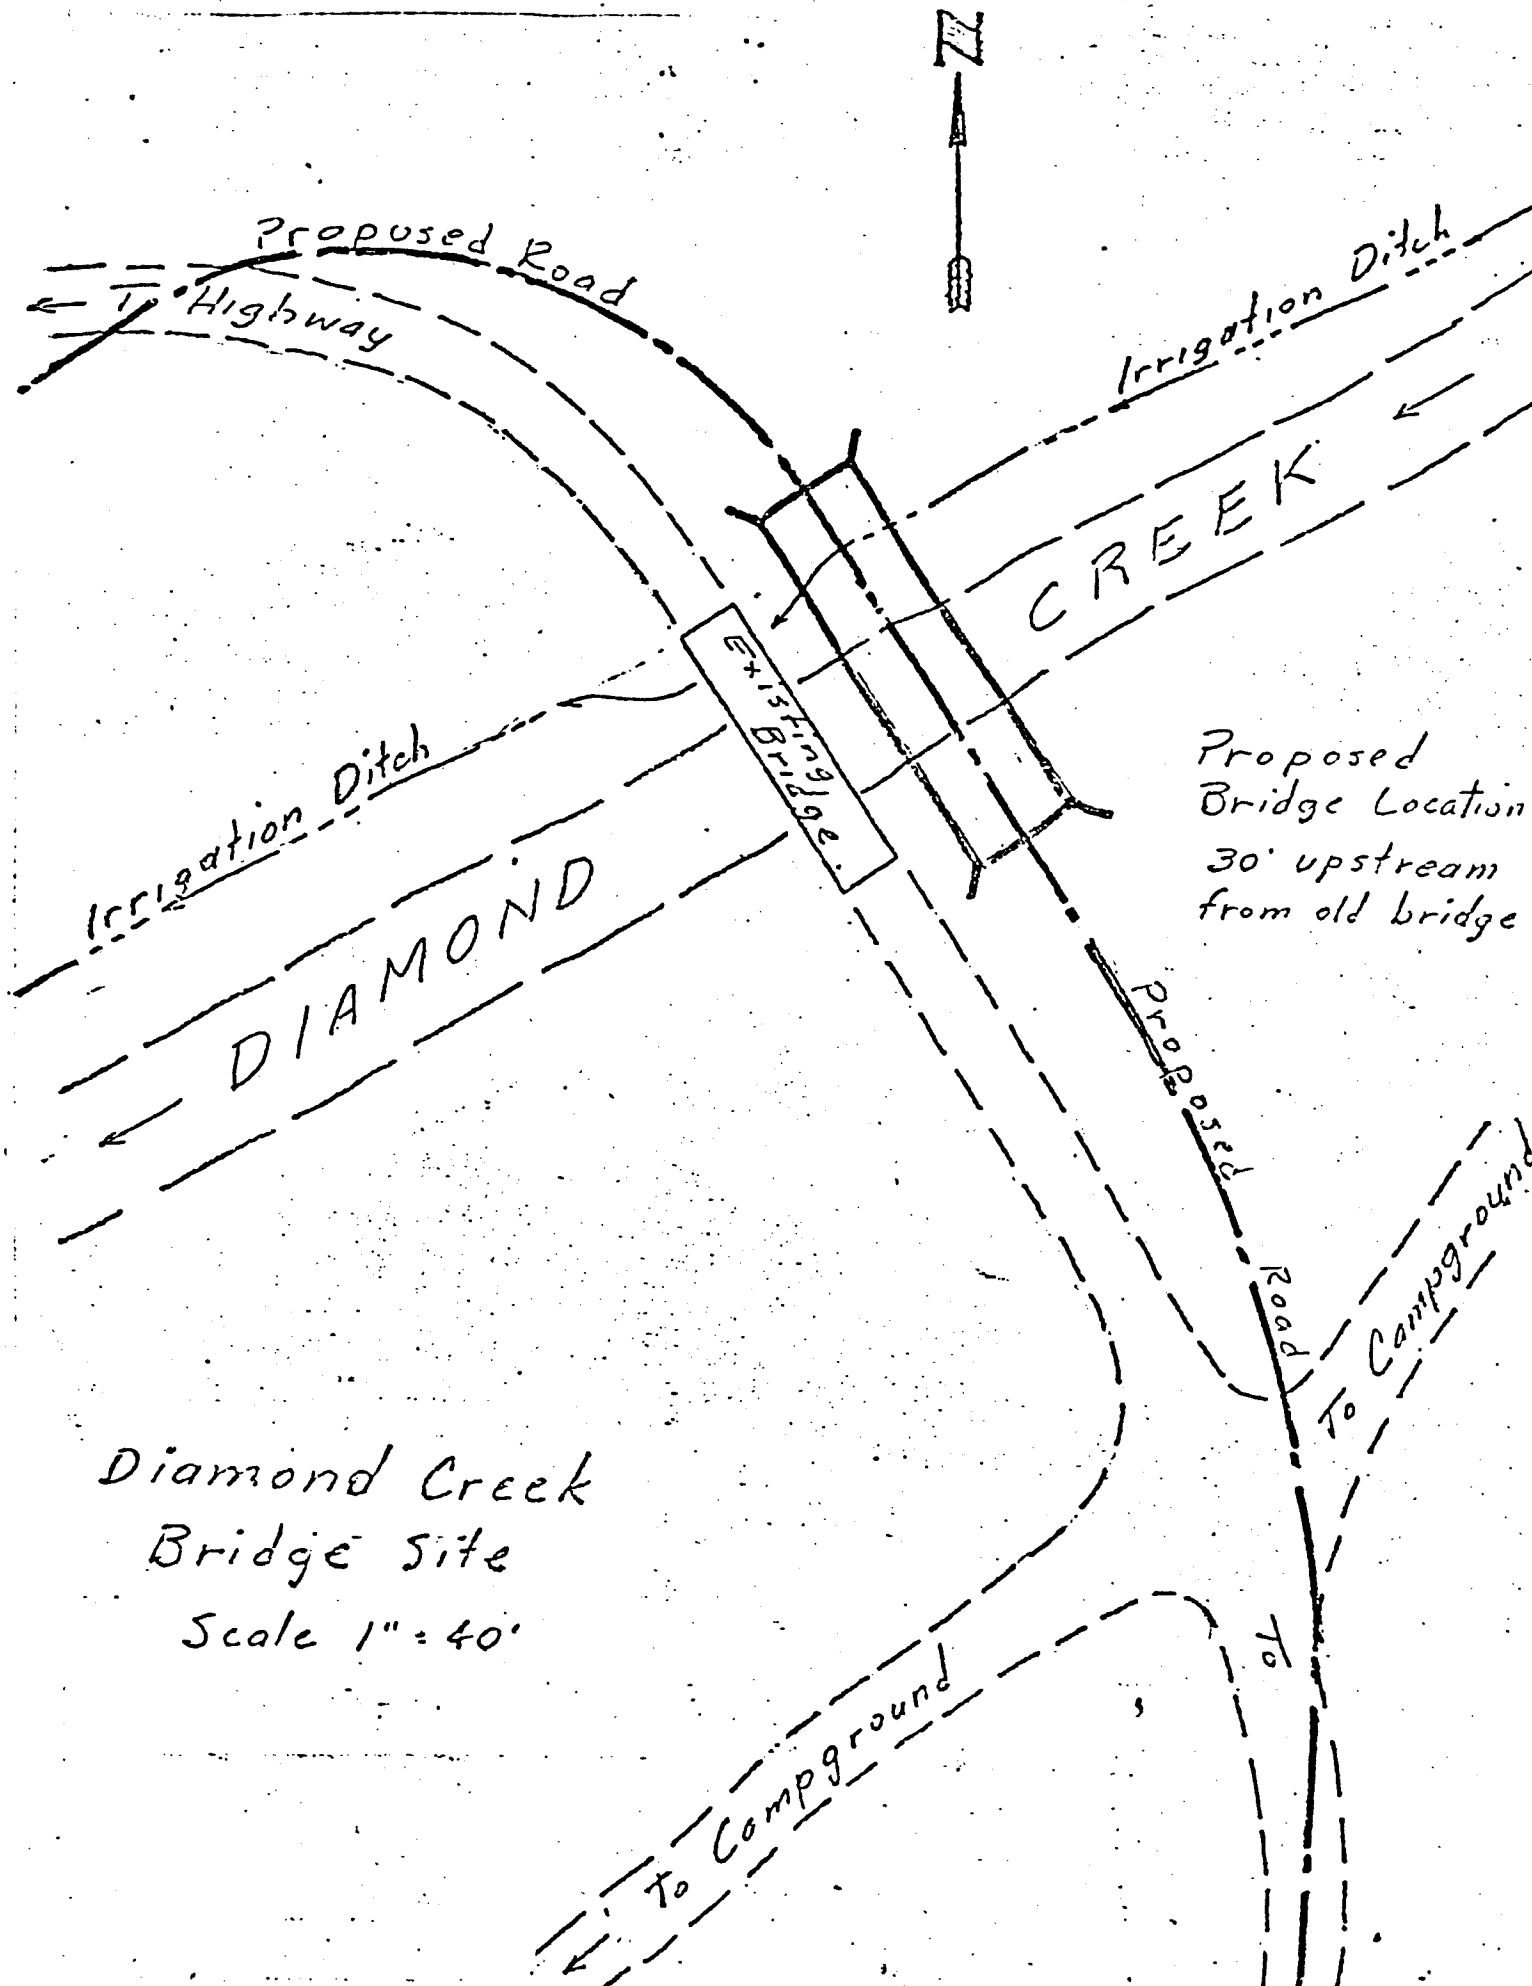 N
Proposed Road
To Highway
Irrigation Ditch
CREEK
Existing
Bridge
Irrigation Ditch
DIAMOND
Proposed
Bridge Location
30' upstream
from old bridge
Proposed Road
To Campground
To
Diamond Creek
Bridge Site
Scale 1" = 40'
To Campground